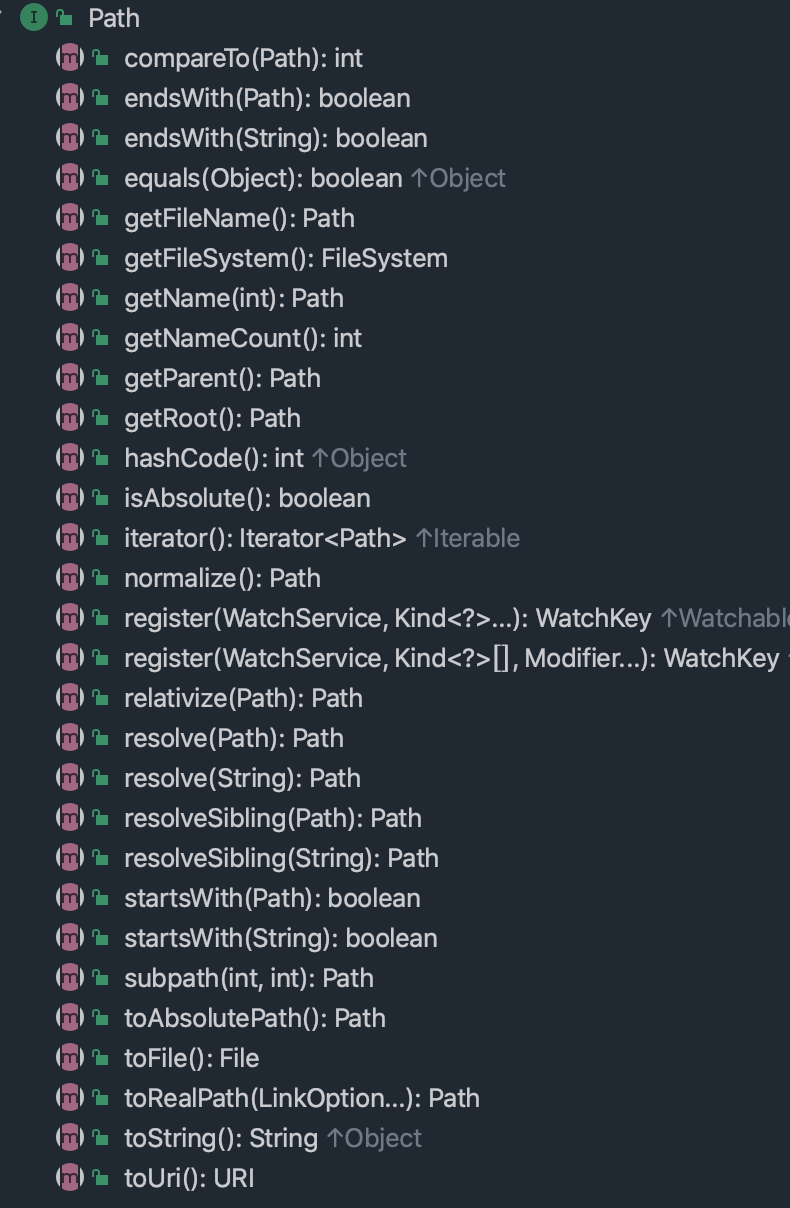 Path
compareTo(Path): int
endsWith(Path): boolean
endsWith(String): boolean
equals(Object): boolean ↑Object
getFileName(): Path
getFileSystem(): FileSystem
getName(int): Path
getNameCount(): int
getParent(): Path
getRoot(): Path
hashCode(): int ↑Object
isAbsolute(): boolean
iterator(): Iterator<Path> ↑Iterable
normalize(): Path
register(WatchService, Kind<?>...): WatchKey ↑Watchable
register(WatchService, Kind<?>[], Modifier...): WatchKey
relativize(Path): Path
resolve(Path): Path
resolve(String): Path
resolveSibling(Path): Path
resolveSibling(String): Path
startsWith(Path): boolean
startsWith(String): boolean
subpath(int, int): Path
toAbsolutePath(): Path
toFile(): File
toRealPath(LinkOption...): Path
toString(): String ↑Object
toUri(): URI